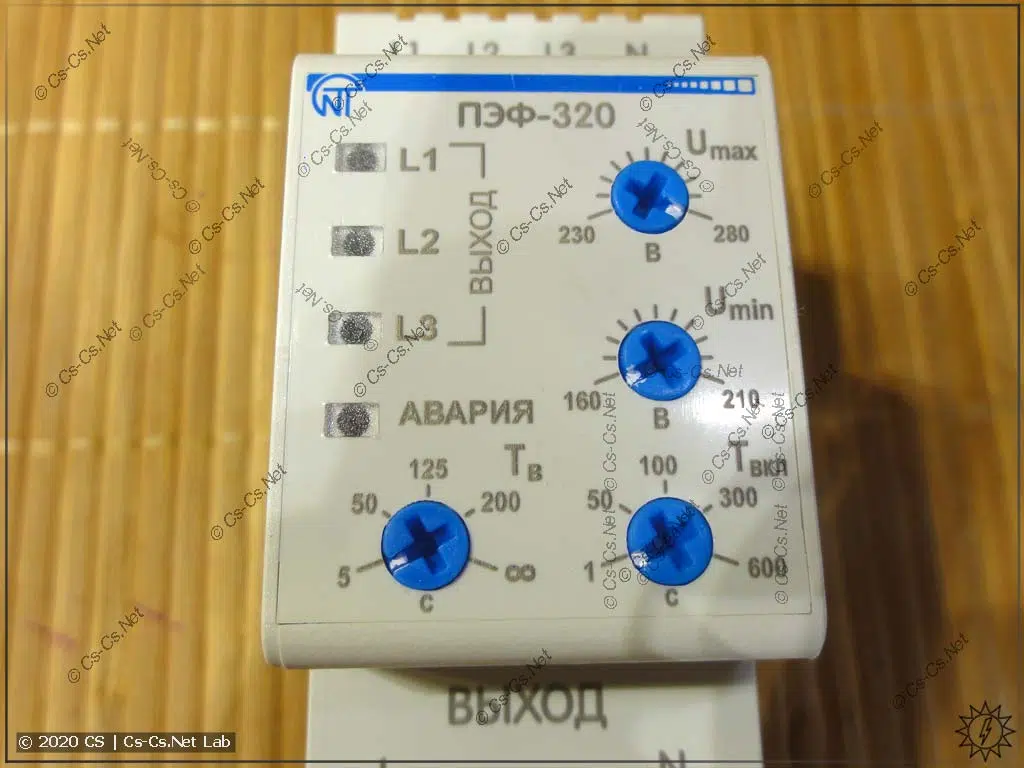 L2 L3 N
ПЭФ-320
L1
L2
L3
ВЫХОД
АВАРИЯ
Umax
230 280
В
Umin
160 210
В
Tв
125
50 200
5 ∞
с
Tвкл
100
50 300
1 600
с
ВЫХОД
N
© 2020 CS | Cs-Cs.Net Lab
© Cs-Cs.Net